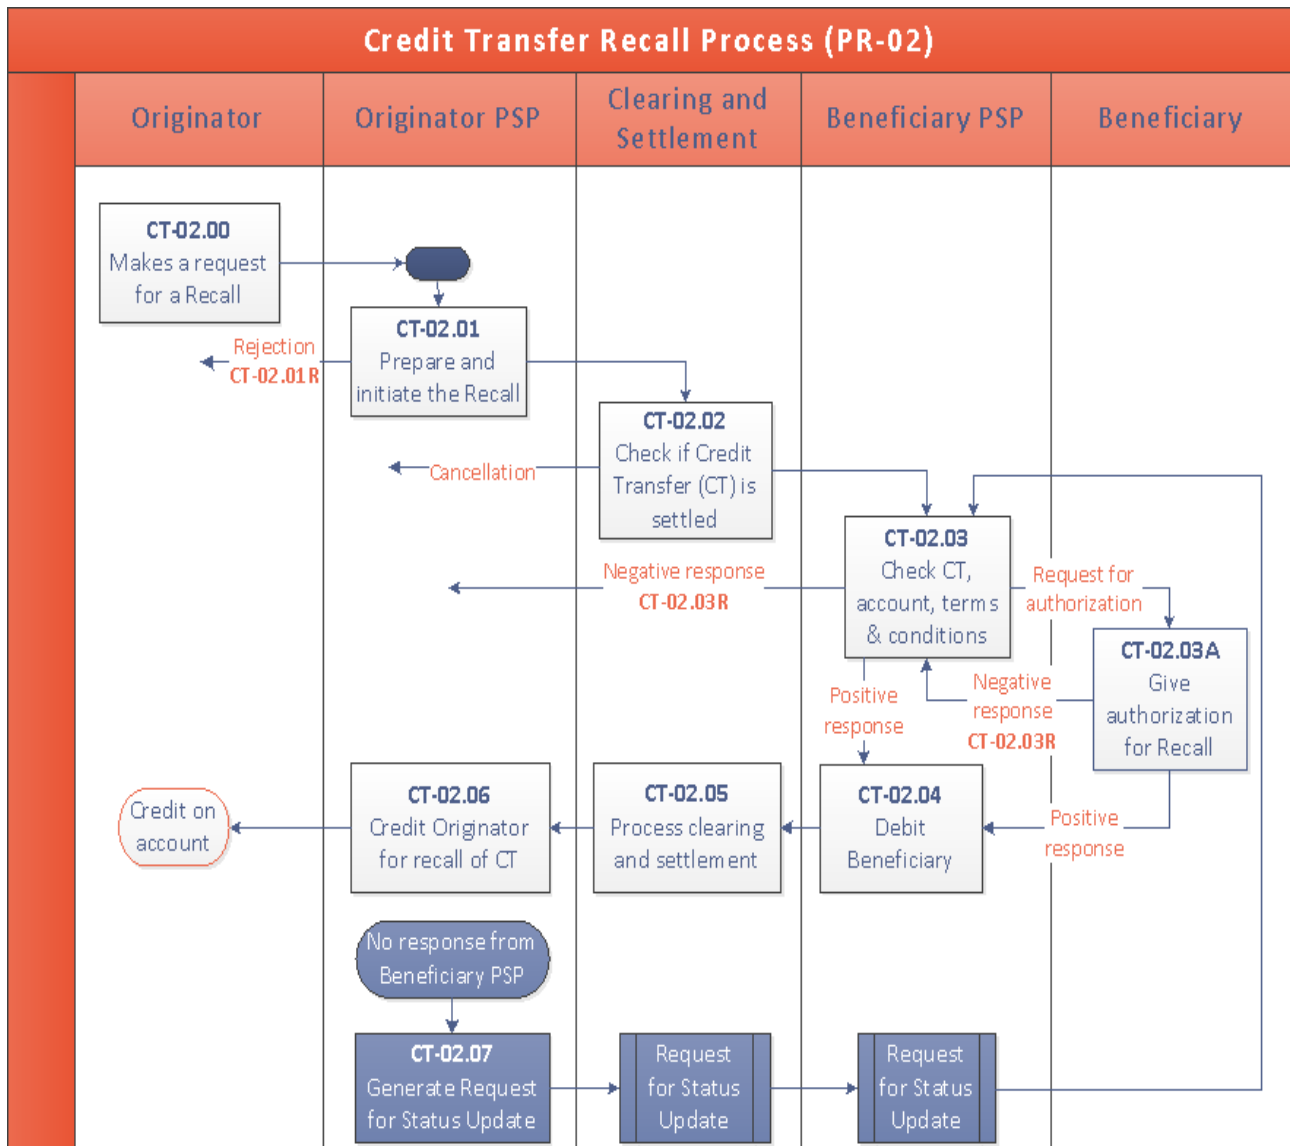 Credit Transfer Recall Process (PR-02)
Originator
Originator PSP
Clearing and
Settlement
Beneficiary PSP
Beneficiary
CT-02.00
Makes a request
for a Recall
CT-02.01
Prepare and
initiate the Recall
Rejection
CT-02.01R
CT-02.02
Check if Credit
Transfer (CT) is
settled
Cancellation
CT-02.03
Check CT,
account, terms
& conditions
Negative response
CT-02.03R
Request for
authorization
CT-02.03A
Give
authorization
for Recall
Negative
response
CT-02.03R
Positive
response
Positive
response
CT-02.04
Debit
Beneficiary
CT-02.05
Process clearing
and settlement
CT-02.06
Credit Originator
for recall of CT
Credit on
account
No response from
Beneficiary PSP
CT-02.07
Generate Request
for Status Update
Request
for Status
Update
Request
for Status
Update